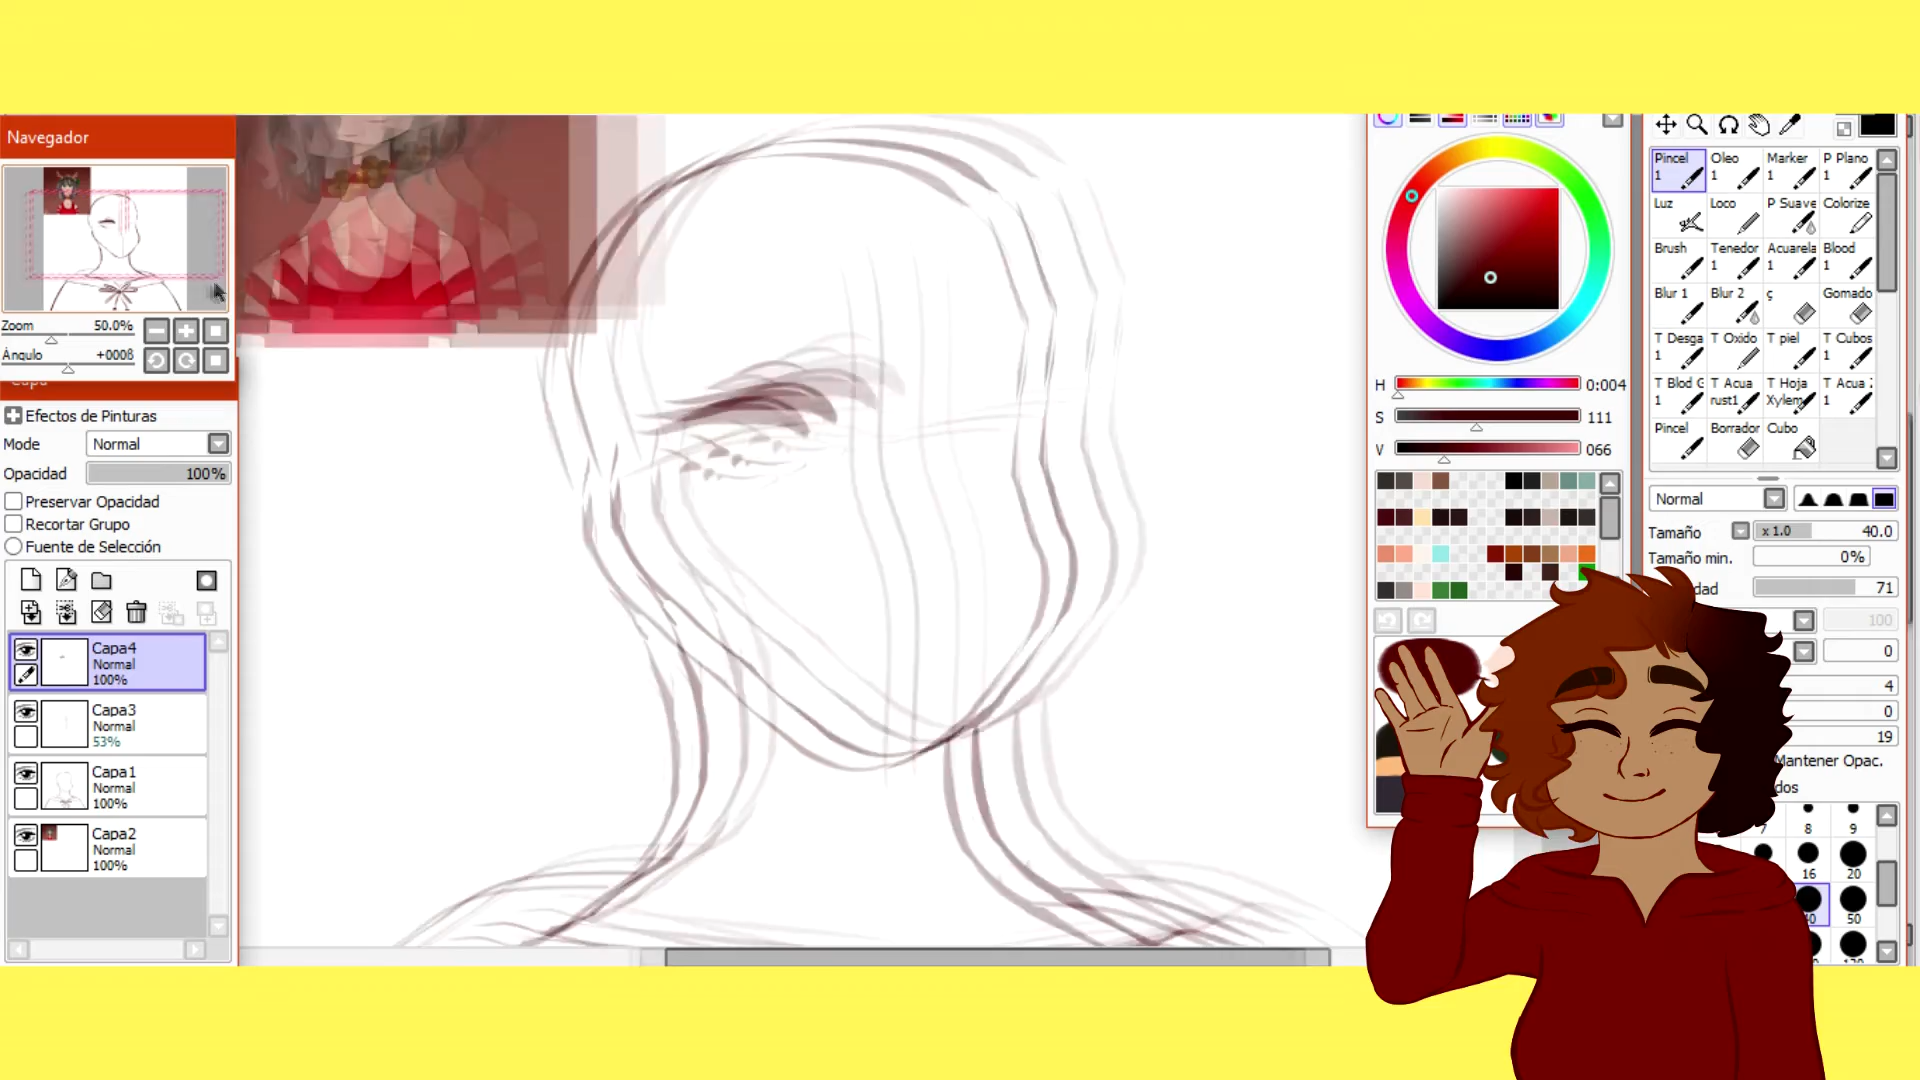 Navegador
Zoom 50.0%
Ángulo +0008
Efectos de Pinturas
Mode Normal
Opacidad 100%
Preservar Opacidad
Recortar Grupo
Fuente de Selección
Capa4
Normal
100%
Capa3
Normal
53%
Capa1
Normal
100%
Capa2
Normal
100%
H 0:004
S 111
V 066
Pincel Oleo Marker P Plano
1 1 1 1
Luz Loco P Suave Colorize
Brush Tenedor Acuarela Blood
1 1 1 1
Blur 1 Blur 2 ç Gomado
T Desga T Oxido T piel T Cubos
1 1
T Blod G T Acua T Hoja T Acua
1 rust1 Xylem 1
Pincel Borrador Cubo
Normal
Tamaño x 1.0 40.0
Tamaño min. 0%
dad 71
100
0
4
0
19
Mantener Opac.
dos
7 8 9
16 20
40 50